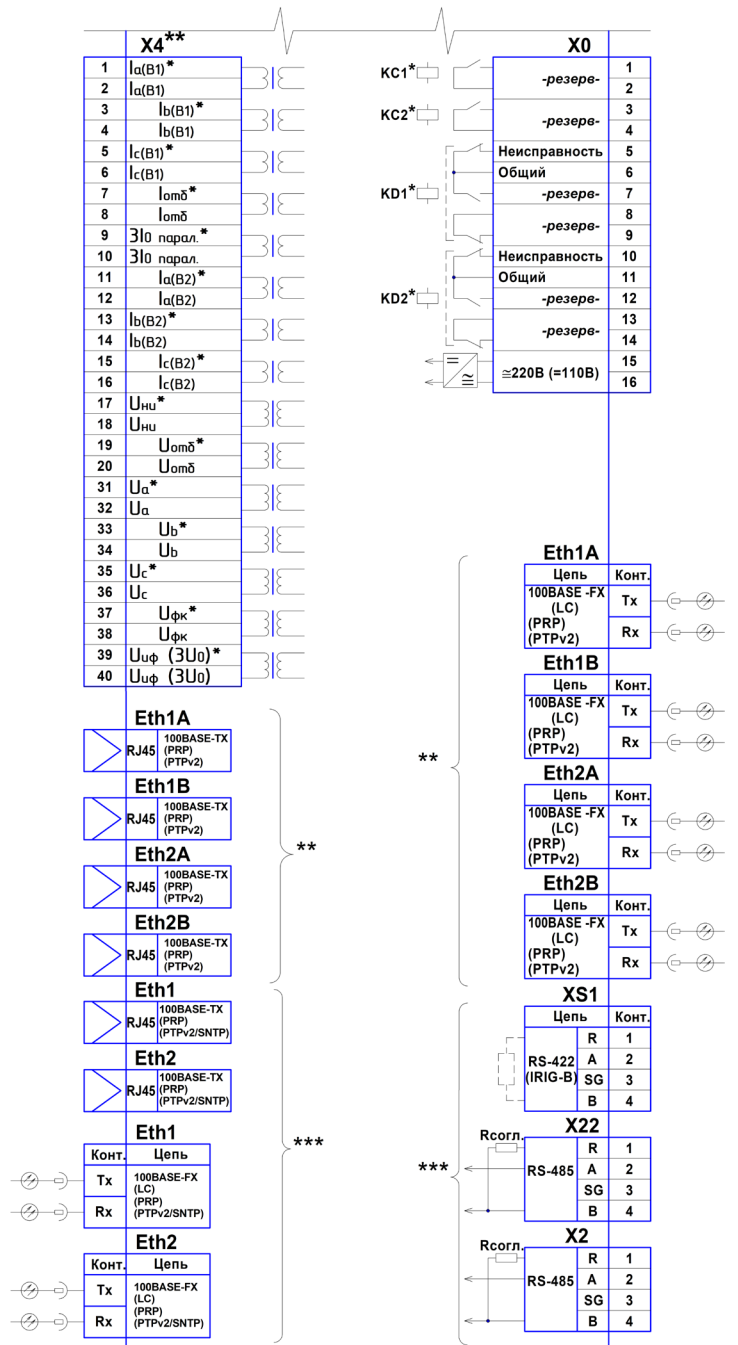 X4**
1 Ia(B1)*
2 Ia(B1)
3 Ib(B1)*
4 Ib(B1)
5 Ic(B1)*
6 Ic(B1)
7 Iотб*
8 Iотб
9 3I0 парал.*
10 3I0 парал.
11 Ia(B2)*
12 Ia(B2)
13 Ib(B2)*
14 Ib(B2)
15 Ic(B2)*
16 Ic(B2)
17 Uни*
18 Uни
19 Uотб*
20 Uотб
31 Ua*
32 Ua
33 Ub*
34 Ub
35 Uc*
36 Uc
37 Uфк*
38 Uфк
39 Uиф (3U0)*
40 Uиф (3U0)
Eth1A
RJ45
100BASE-TX
(PRP)
(PTPv2)
Eth1B
RJ45
100BASE-TX
(PRP)
(PTPv2)
Eth2A
RJ45
100BASE-TX
(PRP)
(PTPv2)
Eth2B
RJ45
100BASE-TX
(PRP)
(PTPv2)
**
Eth1
RJ45
100BASE-TX
(PRP)
(PTPv2/SNTP)
Eth2
RJ45
100BASE-TX
(PRP)
(PTPv2/SNTP)
Eth1
Конт. Цепь
Tx
Rx
100BASE-FX
(LC)
(PRP)
(PTPv2/SNTP)
Eth2
Конт. Цепь
Tx
Rx
100BASE-FX
(LC)
(PRP)
(PTPv2/SNTP)
***
X0
KC1*
-резерв-
1
2
KC2*
-резерв-
3
4
KD1*
Неисправность 5
Общий 6
-резерв- 7
-резерв-
8
9
KD2*
Неисправность 10
Общий 11
-резерв- 12
-резерв-
13
14
=
≅
≅220В (=110В)
15
16
Eth1A
Цепь Конт.
100BASE -FX
(LC)
(PRP)
(PTPv2)
Tx
Rx
Eth1B
Цепь Конт.
100BASE -FX
(LC)
(PRP)
(PTPv2)
Tx
Rx
Eth2A
Цепь Конт.
100BASE -FX
(LC)
(PRP)
(PTPv2)
Tx
Rx
Eth2B
Цепь Конт.
100BASE -FX
(LC)
(PRP)
(PTPv2)
Tx
Rx
**
XS1
Цепь Конт.
RS-422
(IRIG-B)
R 1
A 2
SG 3
B 4
X22
Rсогл.
RS-485
R 1
A 2
SG 3
B 4
X2
Rсогл.
RS-485
R 1
A 2
SG 3
B 4
***